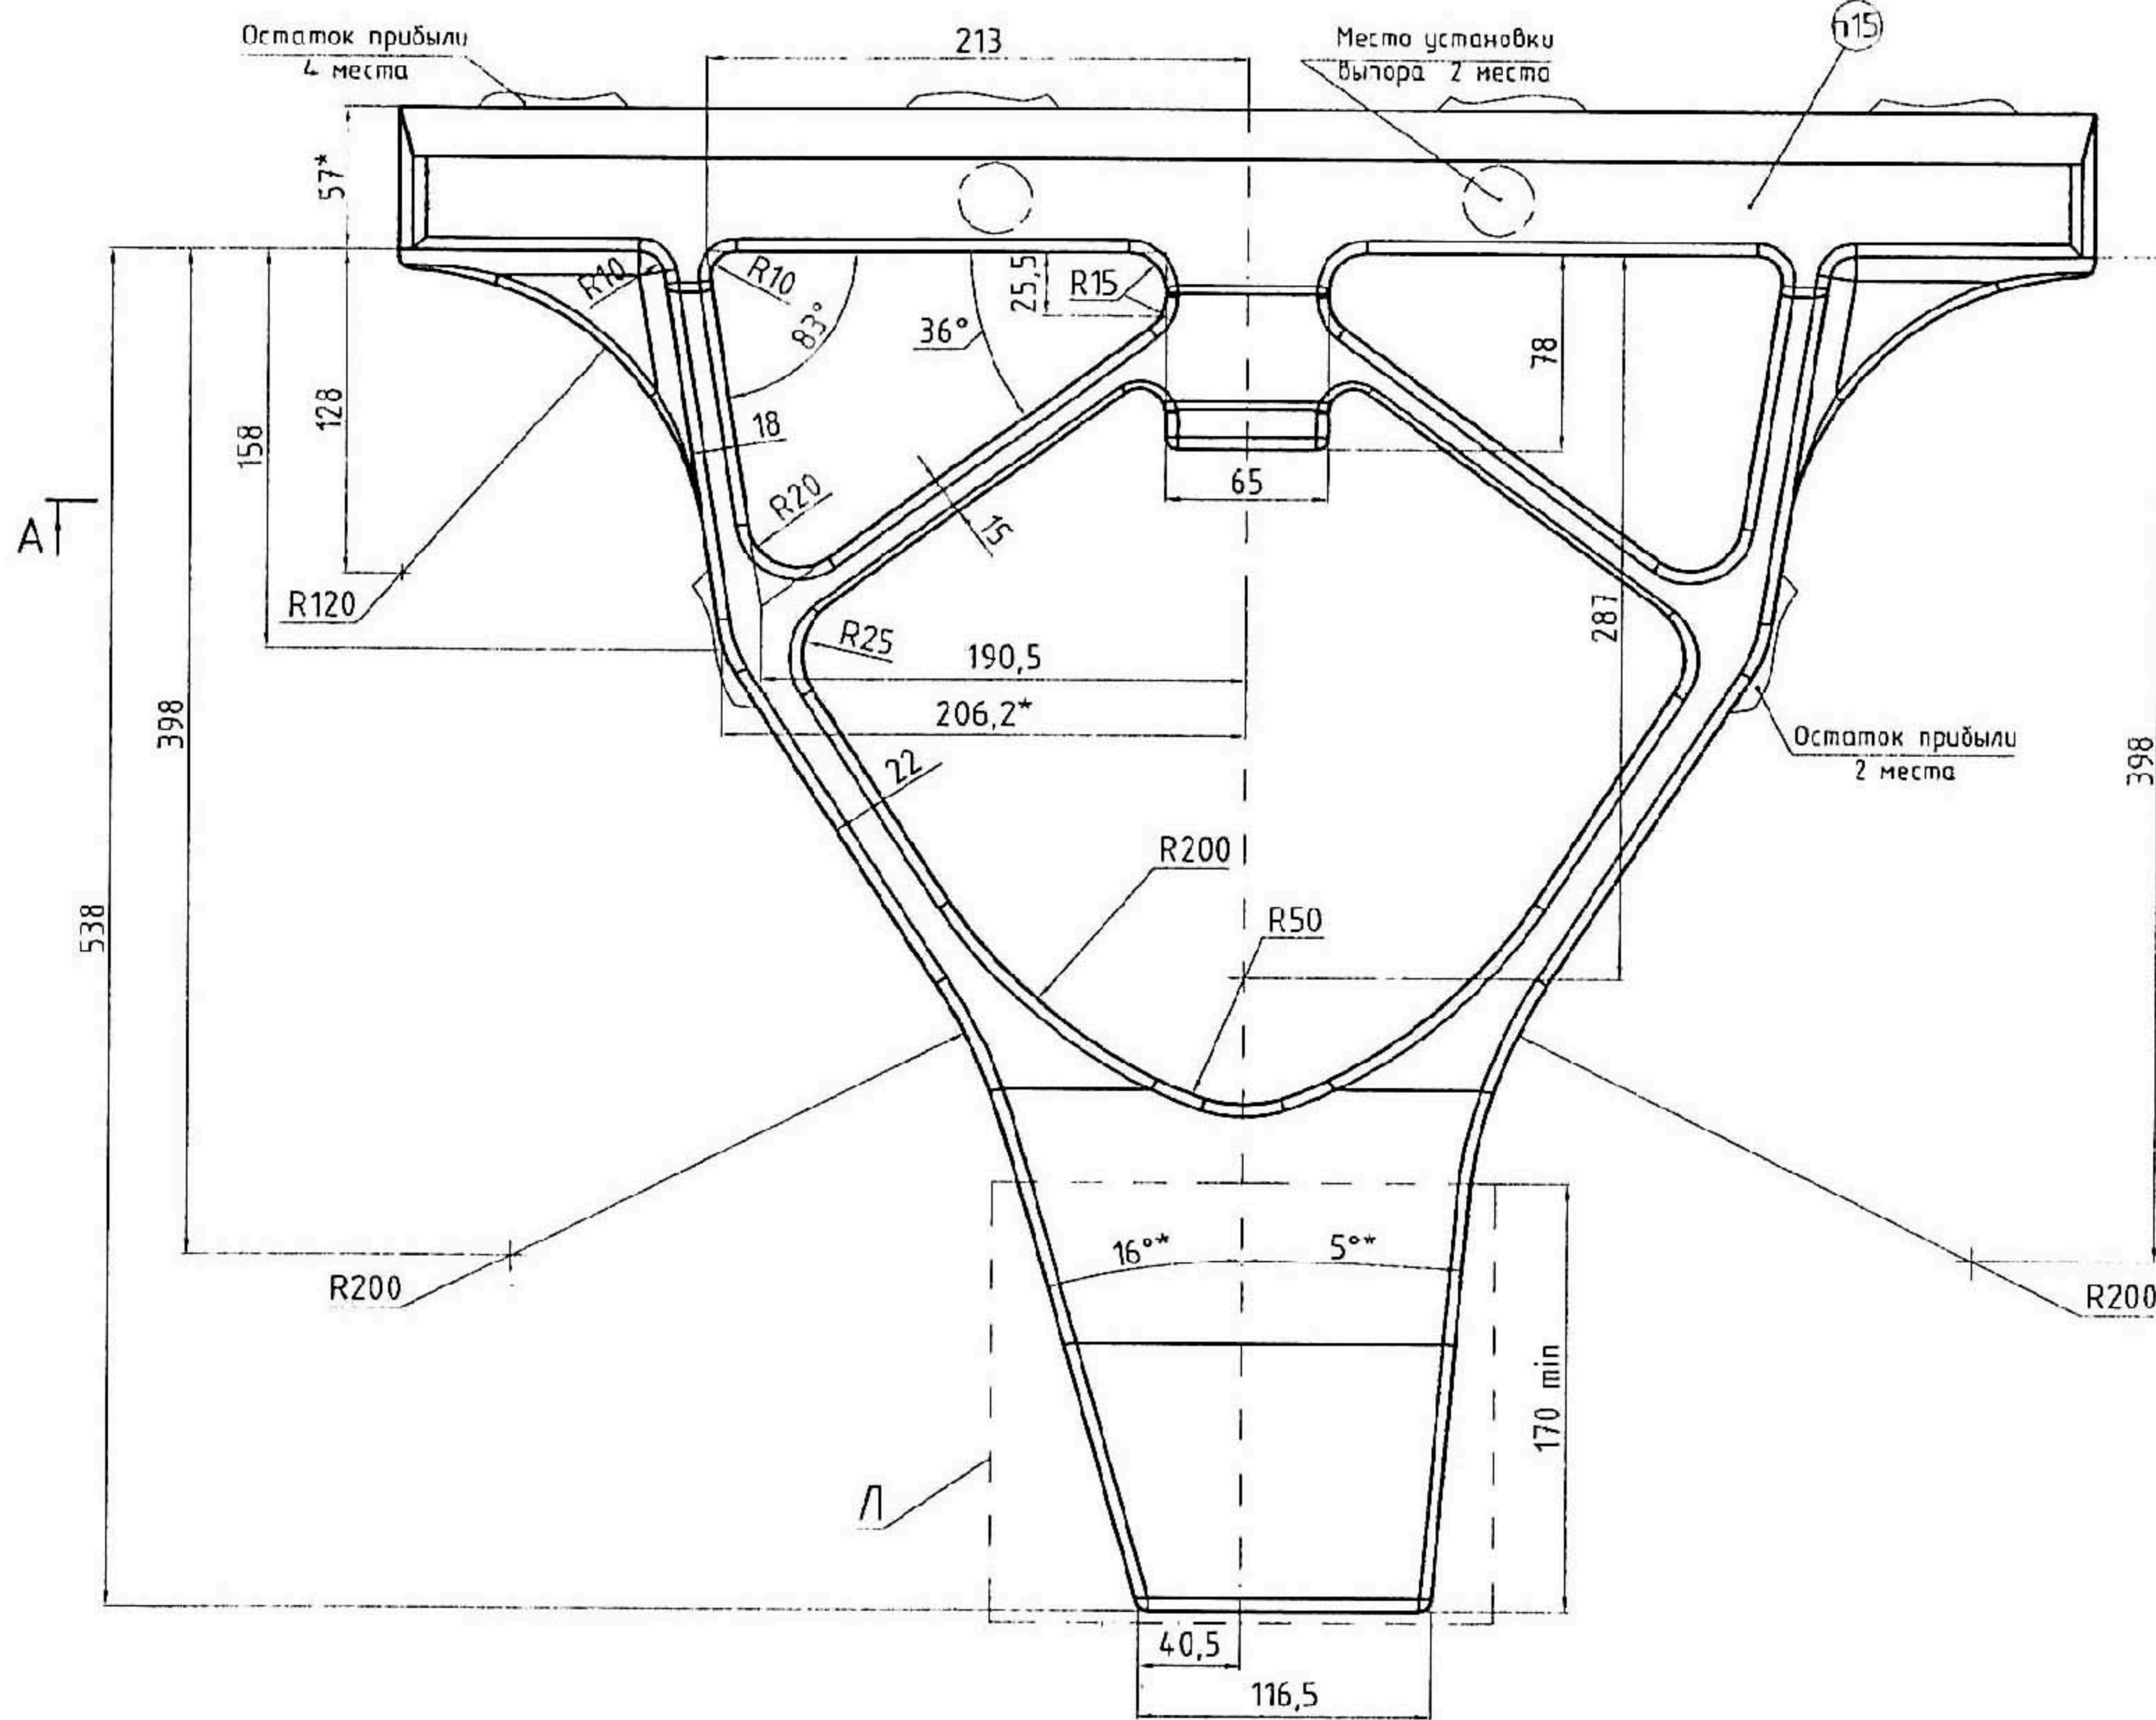 Остаток прибыли
4 места
213
Место установки
выпора 2 места
п15
57*
R10
R10
83°
36°
25,5
R15
78
128
158
18
R20
15
65
А
R120
R25
190,5
287
206,2*
398
22
Остаток прибыли
2 места
398
R200
R50
538
16°*
5°*
R200
R200
170 min
Л
40,5
116,5